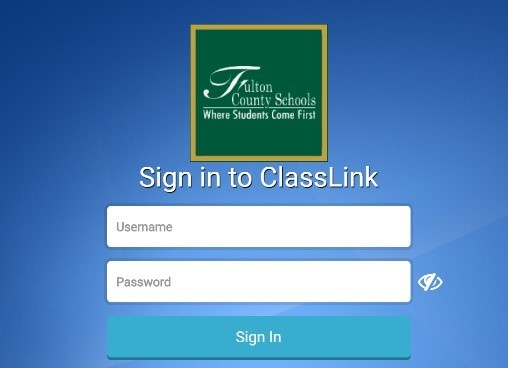 Fulton
County Schools
Where Students Come First
Sign in to ClassLink
Username
Password
Sign In